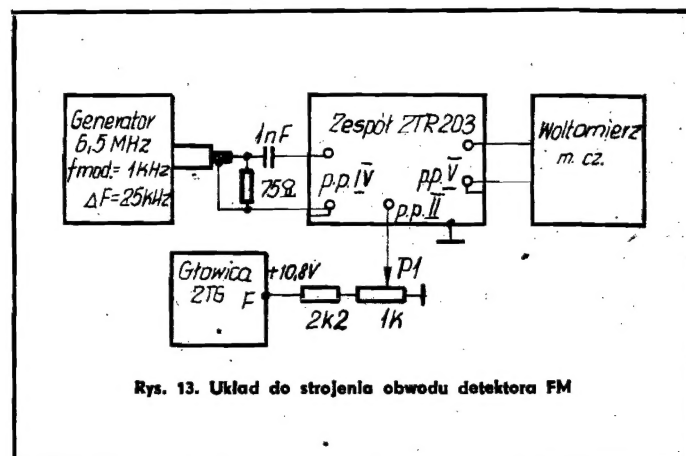 Generator
6,5 MHz
fmod.= 1KHz
ΔF=25KHz
1nF
75Ω
Zespół ZTR203
p.p. IV
p.p. V
p.p. II
Woltomierz
m. cz.
Głowica
ZTG
F
+10,8V
2K2
P1
1K
Rys. 13. Układ do strojenia obwodu detektora FM